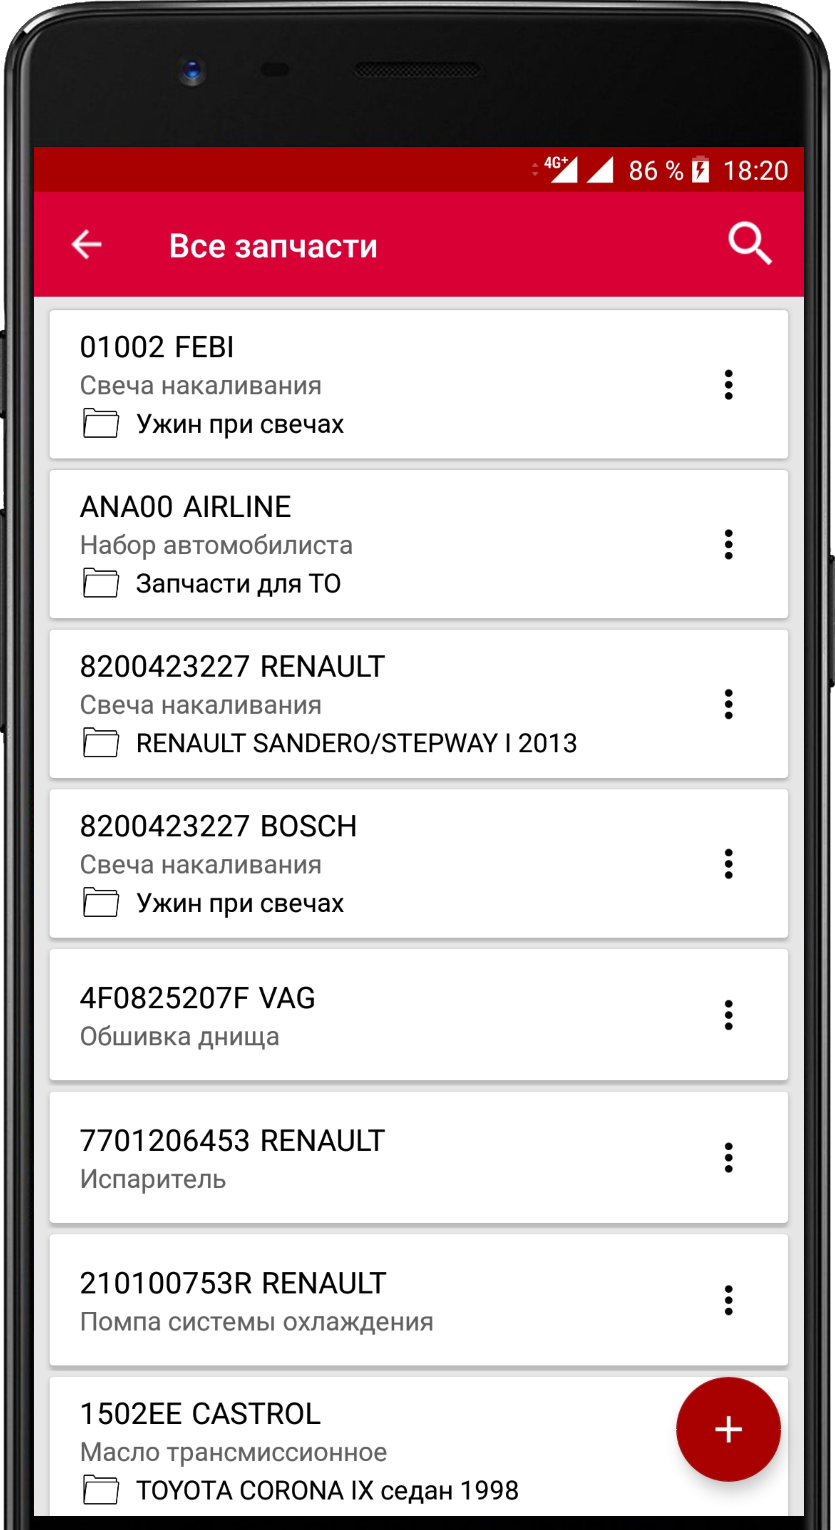 4G+ 86 % 18:20
Все запчасти
01002 FEBI
Свеча накаливания
Ужин при свечах
ANA00 AIRLINE
Набор автомобилиста
Запчасти для ТО
8200423227 RENAULT
Свеча накаливания
RENAULT SANDERO/STEPWAY I 2013
8200423227 BOSCH
Свеча накаливания
Ужин при свечах
4F0825207F VAG
Обшивка днища
7701206453 RENAULT
Испаритель
210100753R RENAULT
Помпа системы охлаждения
1502EE CASTROL
Масло трансмиссионное
TOYOTA CORONA IX седан 1998